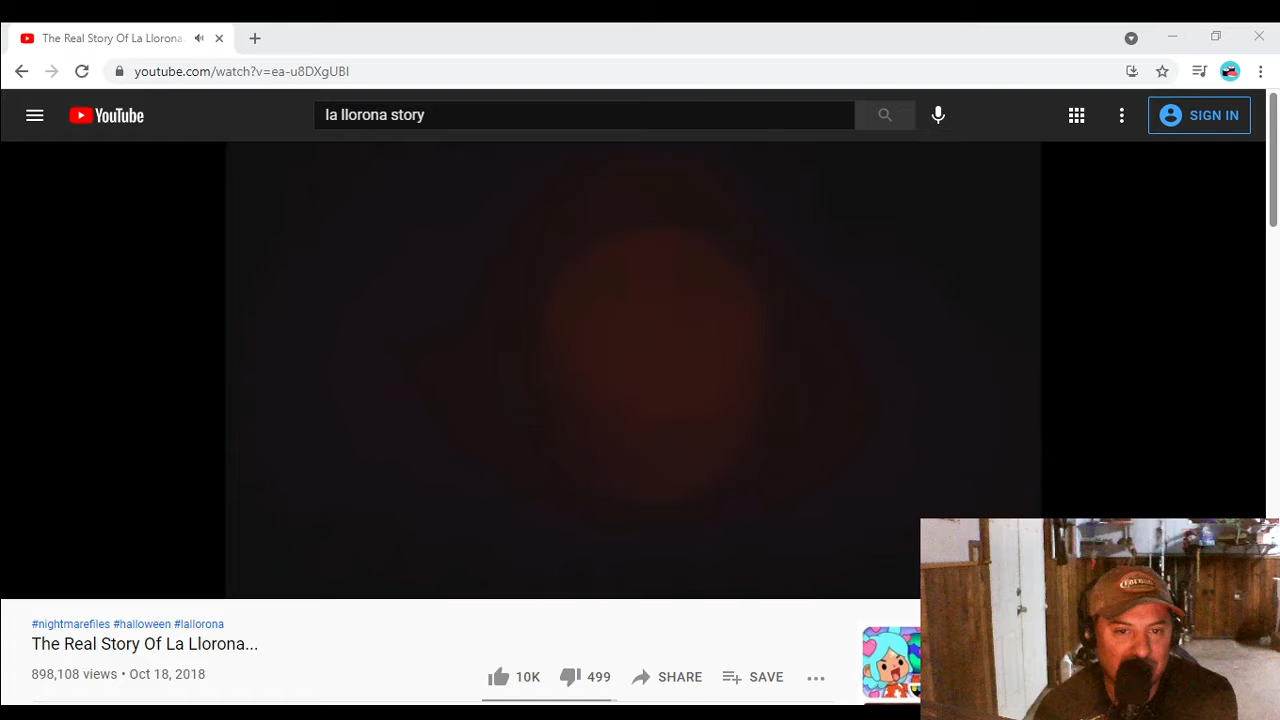 The Real Story Of La Llorona.
youtube.com/watch?v=ea-u8DXgUBI
YouTube
la llorona story
SIGN IN
#nightmarefiles #halloween #lallorona
The Real Story Of La Llorona...
898,108 views • Oct 18, 2018
10K
499
SHARE
SAVE
Corona